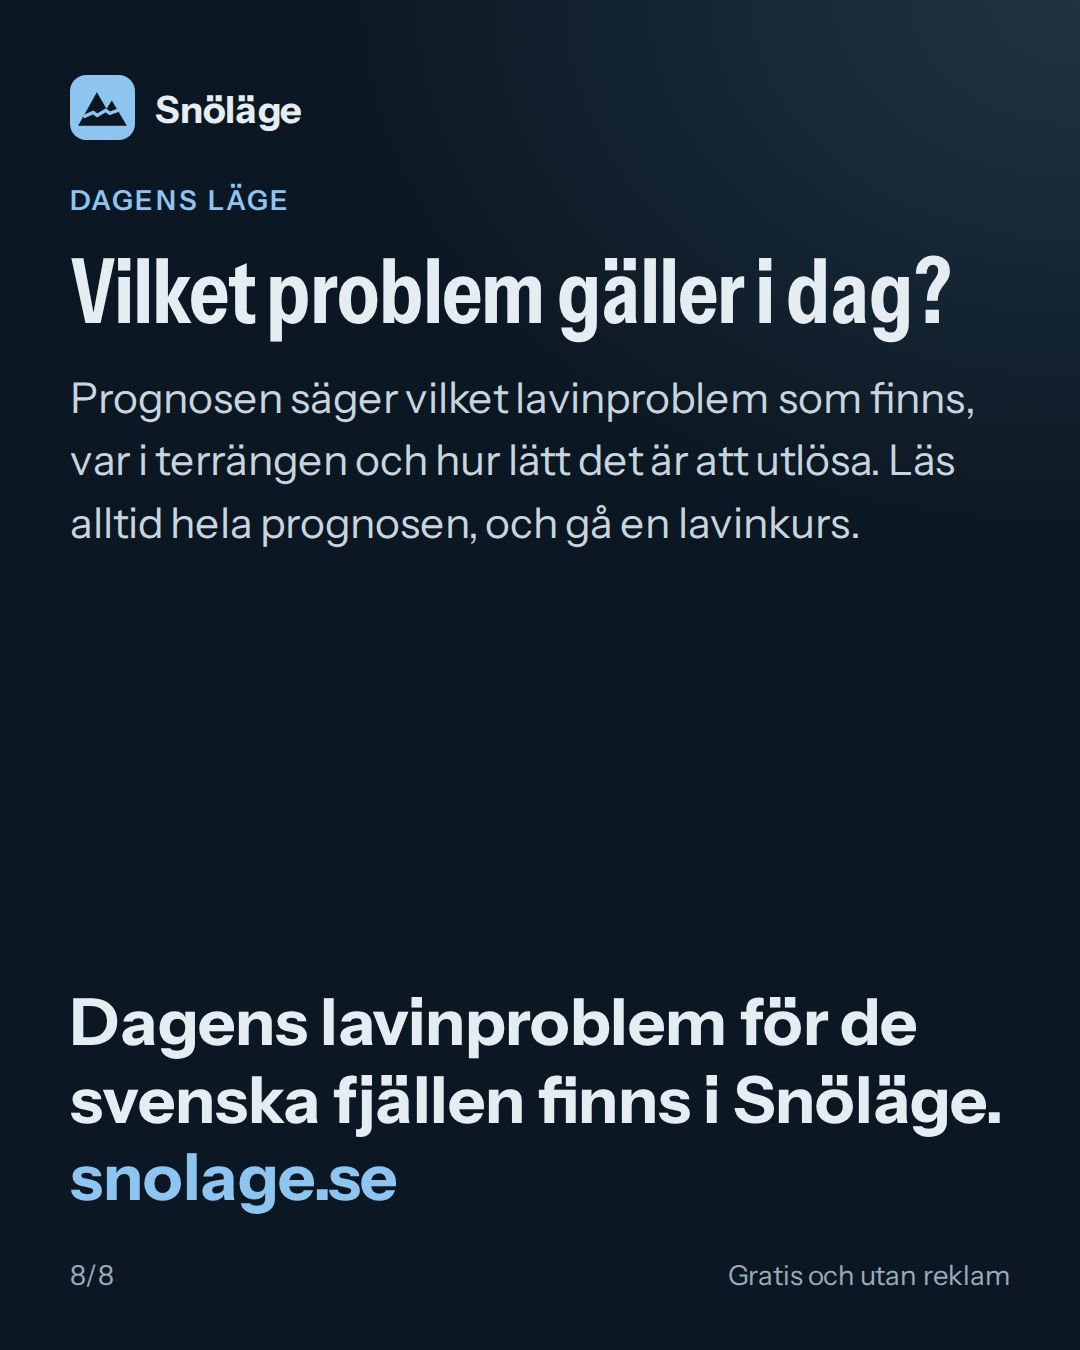 Snöläge
DAGENS LÄGE
Vilket problem gäller i dag?
Prognosen säger vilket lavinproblem som finns,
var i terrängen och hur lätt det är att utlösa. Läs
alltid hela prognosen, och gå en lavinkurs.
Dagens lavinproblem för de
svenska fjällen finns i Snöläge.
snolage.se
8/8
Gratis och utan reklam